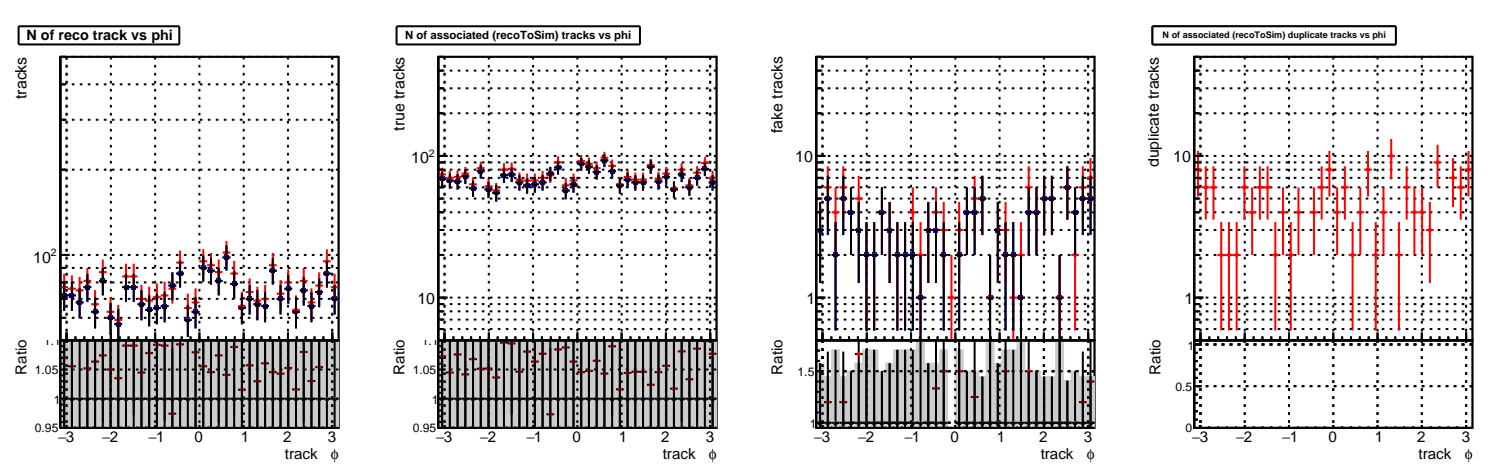 N of reco track vs phi
tracks
10²
Ratio
1.05
1
0.95
−3 −2 −1 0 1 2 3
track ϕ
N of associated (recoToSim) tracks vs phi
true tracks
10²
10
Ratio
1.05
1
0.95
−3 −2 −1 0 1 2 3
track ϕ
fake tracks
10
1
Ratio
1.5
1
−3 −2 −1 0 1 2 3
track ϕ
N of associated (recoToSim) duplicate tracks vs phi
duplicate tracks
10
1
Ratio
1
0.5
0
−3 −2 −1 0 1 2 3
track ϕ